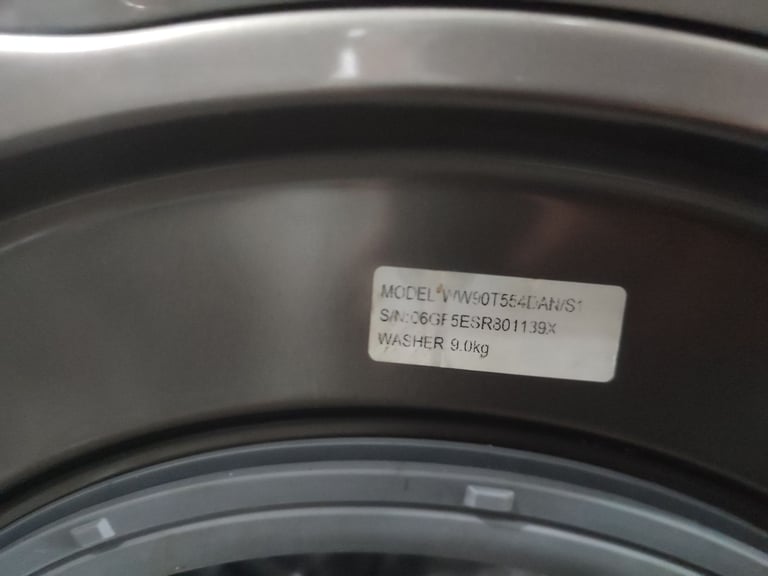 MODEL WW90T554DAN/S1
S/N:06GF5ESR801139X
WASHER 9.0kg